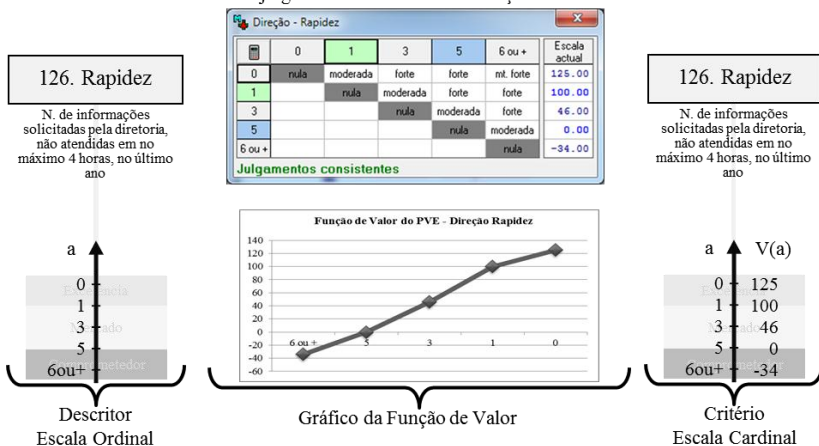 Direção - Rapidez
0 1 3 5 6 ou + Escala actual
0 nula moderada forte forte mt. forte 125.00
1 nula moderada forte forte 100.00
3 nula moderada forte 46.00
5 nula moderada 0.00
6 ou + nula -34.00
Julgamentos consistentes
126. Rapidez
N. de informações
solicitadas pela diretoria,
não atendidas em no
máximo 4 horas, no último
ano
a
0
Excelência
1
3
Mercado
5
Comprometedor
6ou+
Descritor
Escala Ordinal
Função de Valor do PVE - Direção Rapidez
140
120
100
80
60
40
20
0
-20
-40
-60
6 ou + 5 3 1 0
Gráfico da Função de Valor
126. Rapidez
N. de informações
solicitadas pela diretoria,
não atendidas em no
máximo 4 horas, no último
ano
a V(a)
0 125
1 100
3 46
5 0
6ou+ -34
Critério
Escala Cardinal